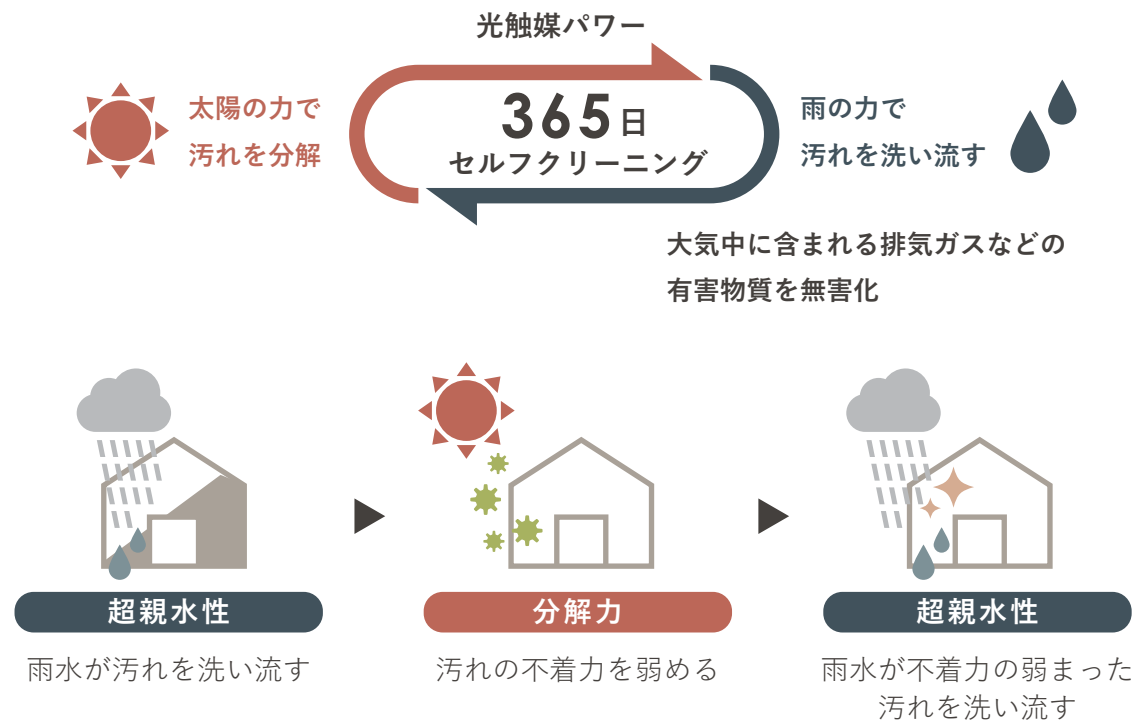 光触媒パワー
太陽の力で
汚れを分解
365日
セルフクリーニング
雨の力で
汚れを洗い流す
大気中に含まれる排気ガスなどの
有害物質を無害化
超親水性
雨水が汚れを洗い流す
分解力
汚れの不着力を弱める
超親水性
雨水が不着力の弱まった
汚れを洗い流す